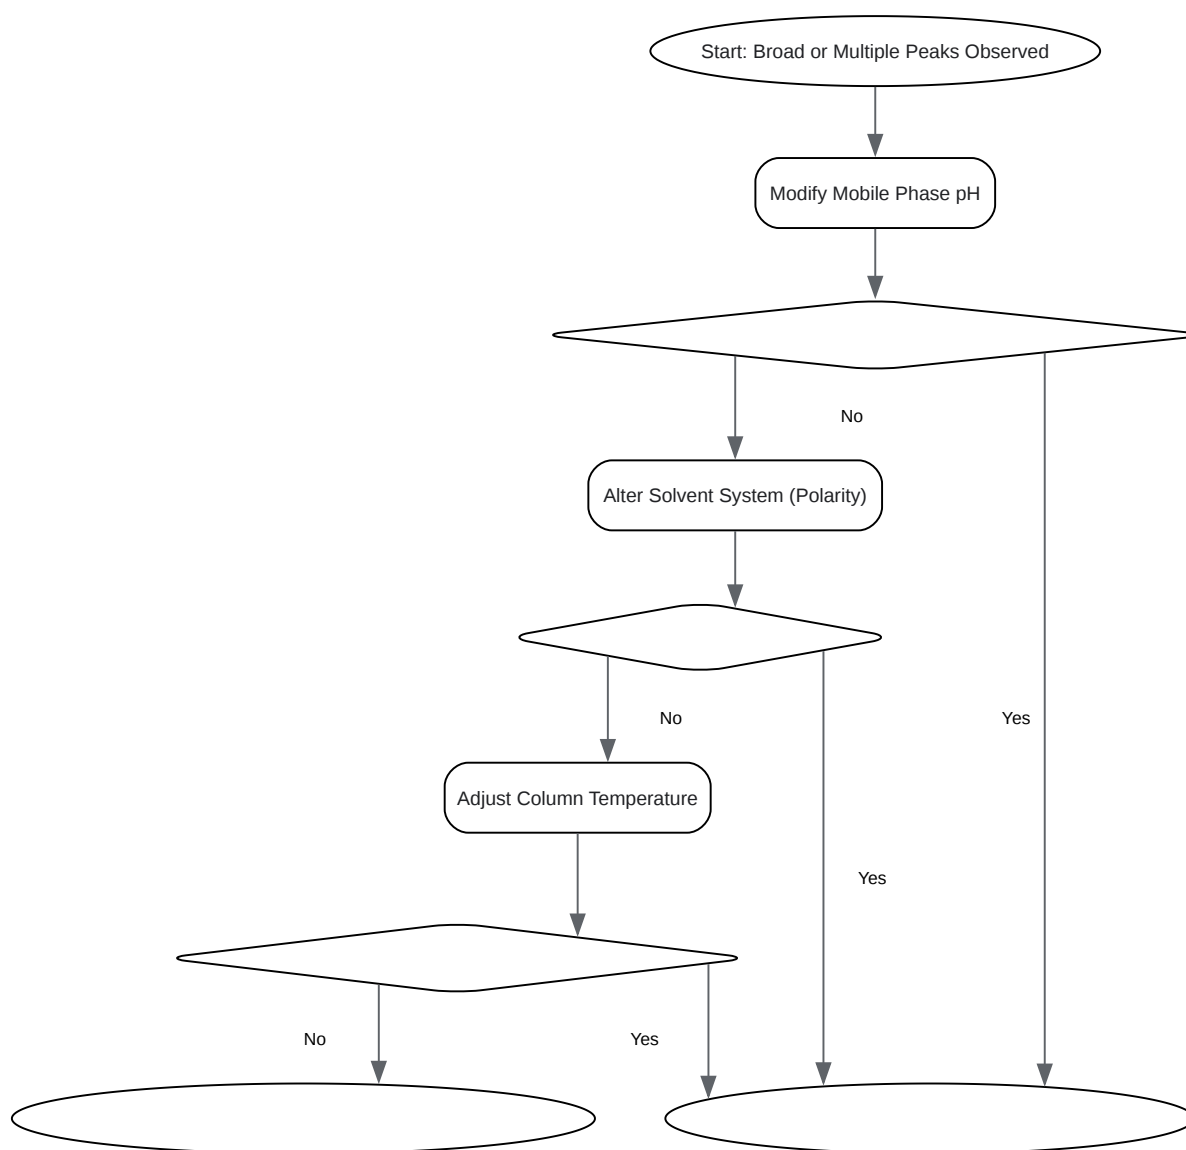 Start: Broad or Multiple Peaks Observed
Modify Mobile Phase pH
No
Alter Solvent System (Polarity)
No
Yes
Adjust Column Temperature
Yes
No
Yes